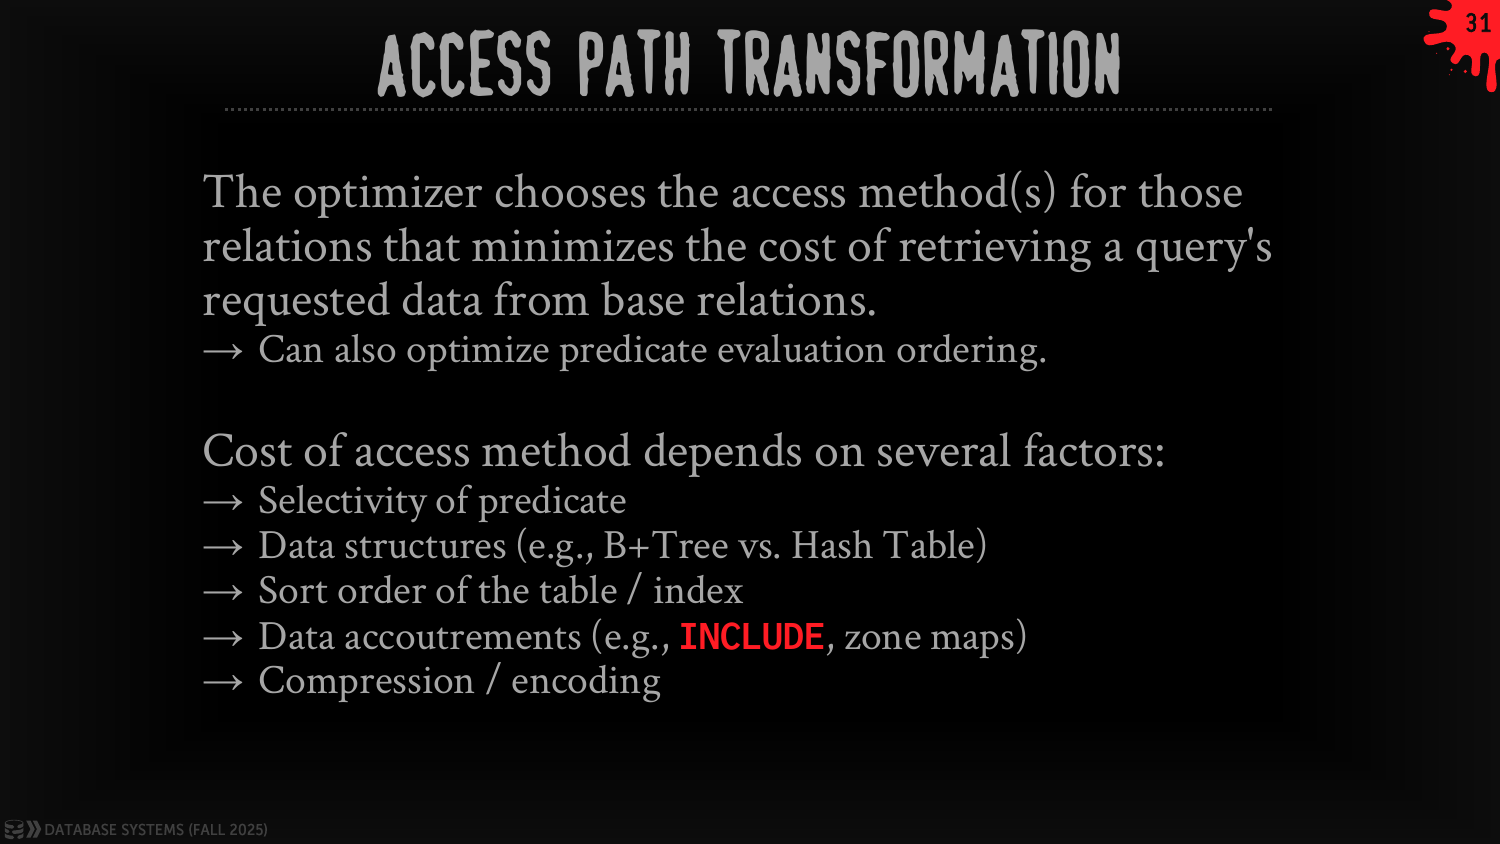 31
ACCESS PATH TRANSFORMATION
The optimizer chooses the access method(s) for those
relations that minimizes the cost of retrieving a query's
requested data from base relations.
→ Can also optimize predicate evaluation ordering.
Cost of access method depends on several factors:
→ Selectivity of predicate
→ Data structures (e.g., B+Tree vs. Hash Table)
→ Sort order of the table / index
→ Data accoutrements (e.g., INCLUDE, zone maps)
→ Compression / encoding
DATABASE SYSTEMS (FALL 2025)